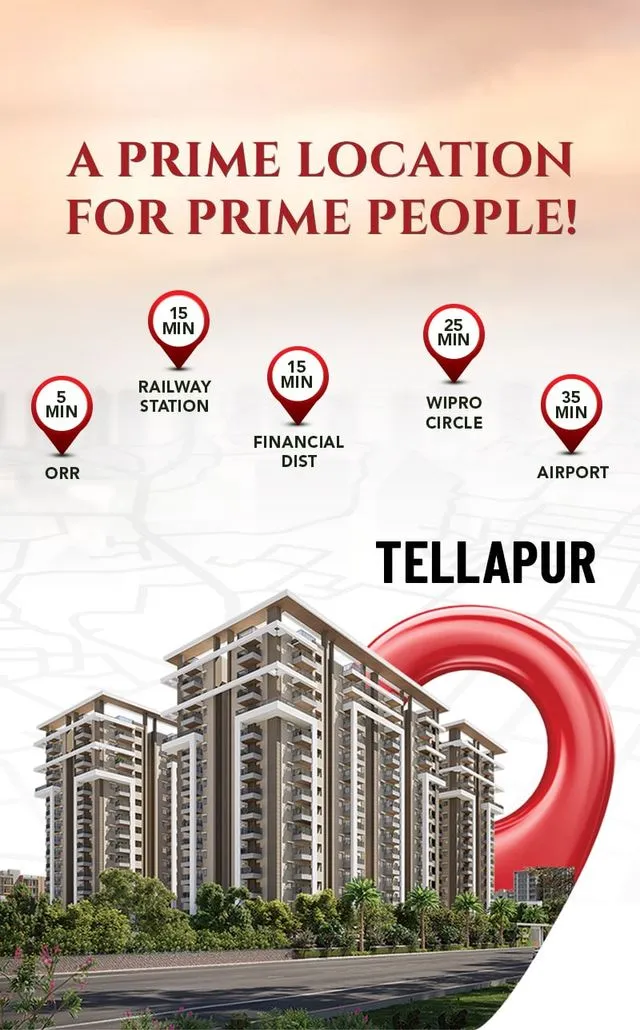 A PRIME LOCATION
FOR PRIME PEOPLE!
5
MIN
ORR
15
MIN
RAILWAY
STATION
15
MIN
FINANCIAL
DIST
25
MIN
WIPRO
CIRCLE
35
MIN
AIRPORT
TELLAPUR